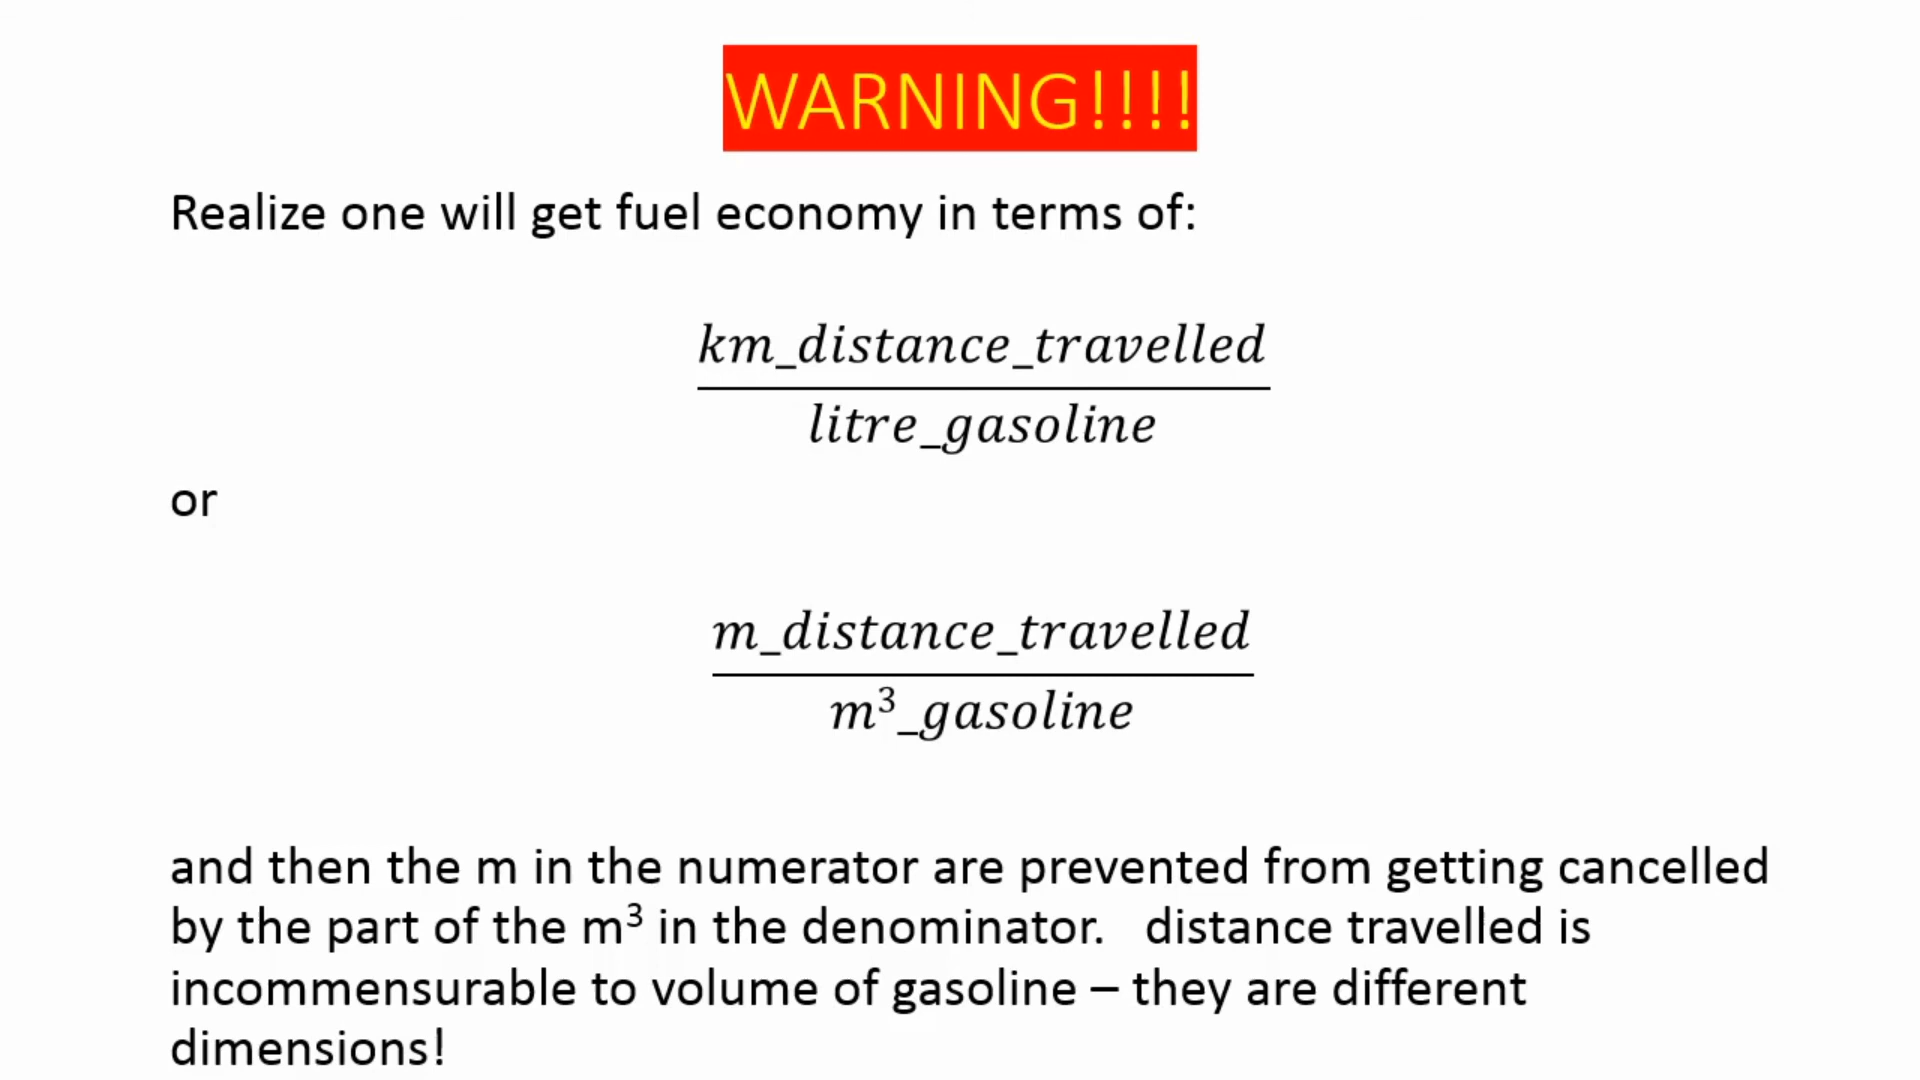 WARNING!!!!
Realize one will get fuel economy in terms of:
km_distance_travelled
litre_gasoline
or
m_distance_travelled
m³_gasoline
and then the m in the numerator are prevented from getting cancelled
by the part of the m³ in the denominator. distance travelled is
incommensurable to volume of gasoline – they are different
dimensions!